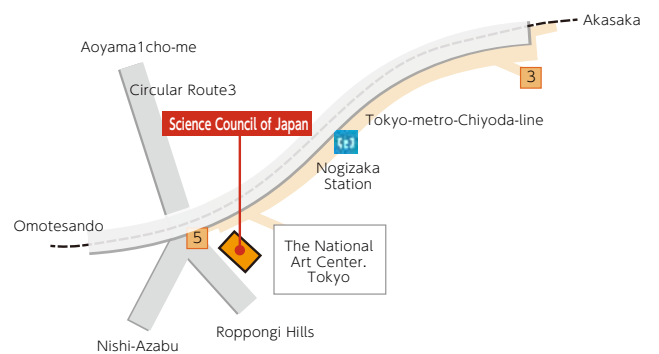 Akasaka
Aoyama1cho-me
3
Circular Route3
Science Council of Japan
Tokyo-metro-Chiyoda-line
Nogizaka
Station
Omotesando
5
The National
Art Center.
Tokyo
Roppongi Hills
Nishi-Azabu